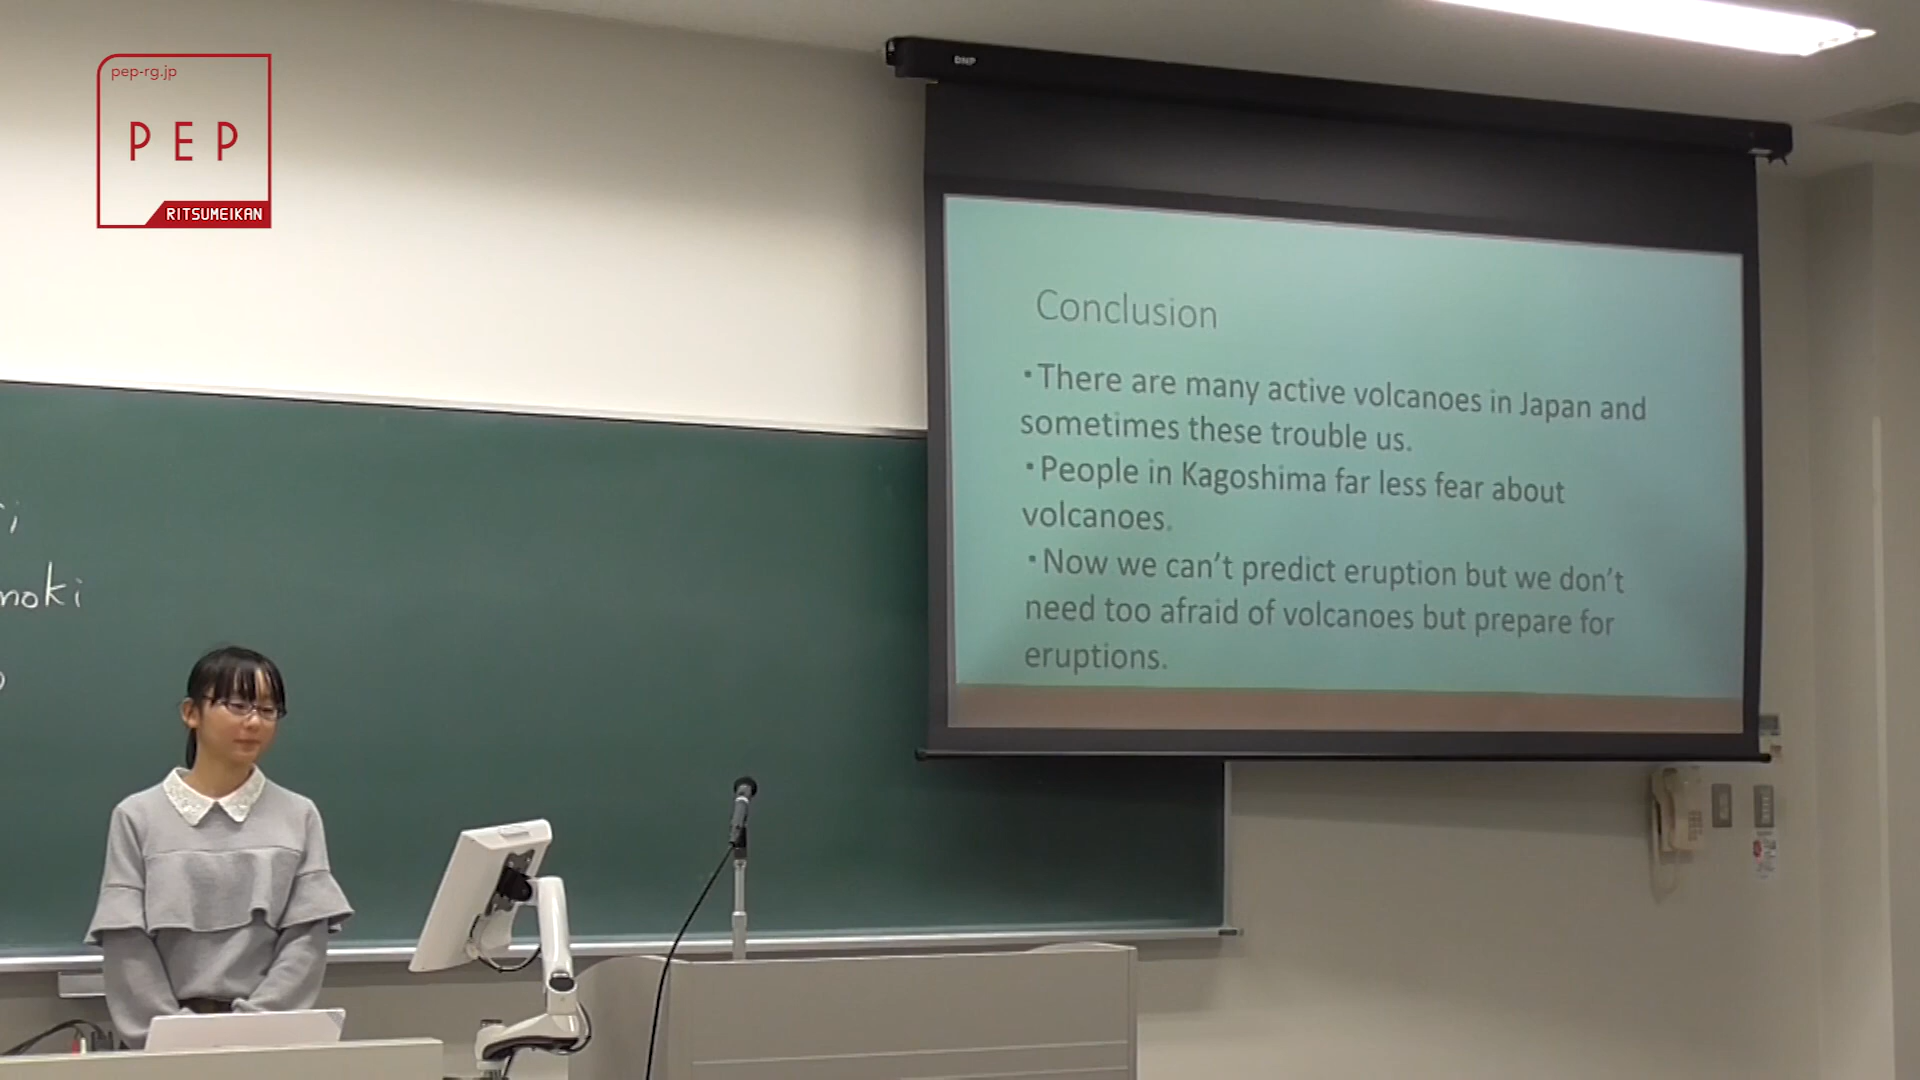 pep-rg.jp
PEP
RITSUMEIKAN
DNP
Conclusion
・There are many active volcanoes in Japan and
sometimes these trouble us.
・People in Kagoshima far less fear about
volcanoes.
・Now we can't predict eruption but we don't
need too afraid of volcanoes but prepare for
eruptions.
noki